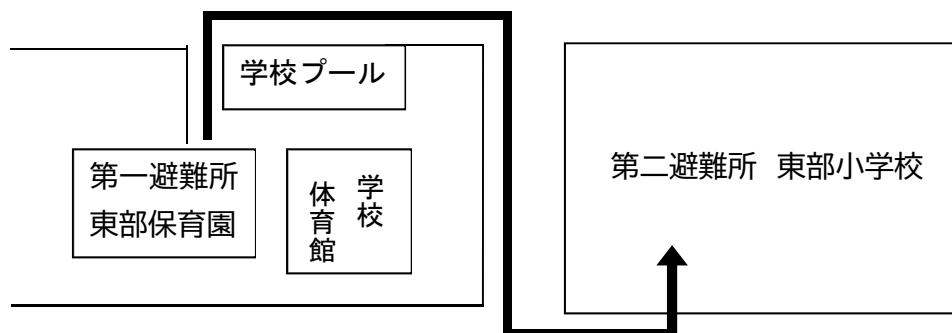 学校プール
第一避難所
東部保育園
学校
体育館
第二避難所 東部小学校